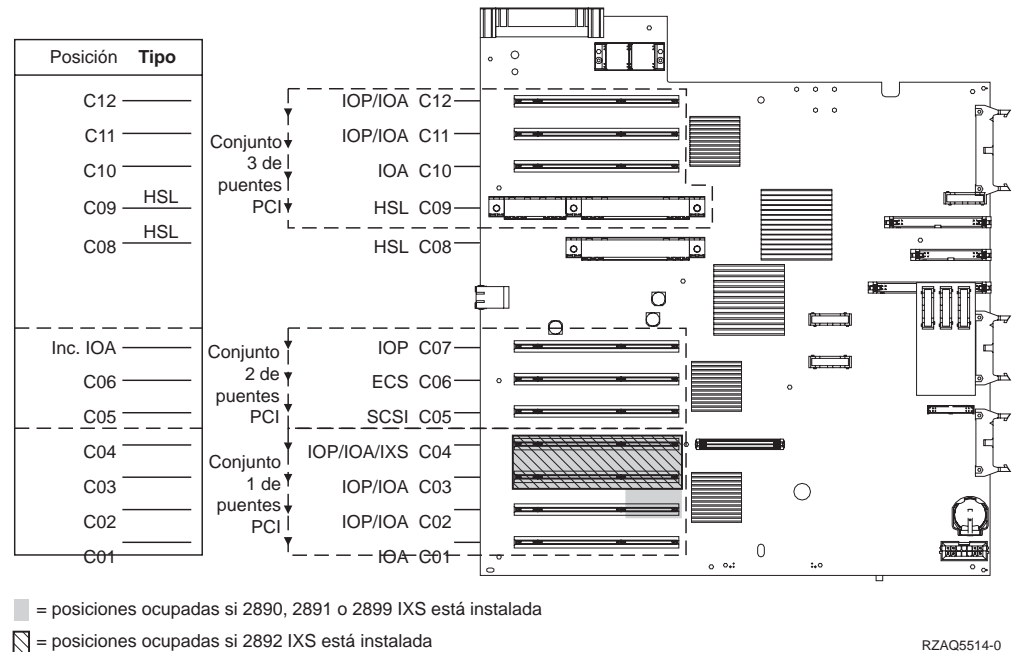 Posición Tipo
C12
C11
C10
C09 HSL
C08 HSL
Inc. IOA
C06
C05
C04
C03
C02
C01
Conjunto
3 de
puentes
PCI
IOP/IOA C12
IOP/IOA C11
IOA C10
HSL C09
HSL C08
Conjunto
2 de
puentes
PCI
IOP C07
ECS C06
SCSI C05
Conjunto
1 de
puentes
PCI
IOP/IOA/IXS C04
IOP/IOA C03
IOP/IOA C02
IOA C01
= posiciones ocupadas si 2890, 2891 o 2899 IXS está instalada
= posiciones ocupadas si 2892 IXS está instalada
RZAQ5514-0